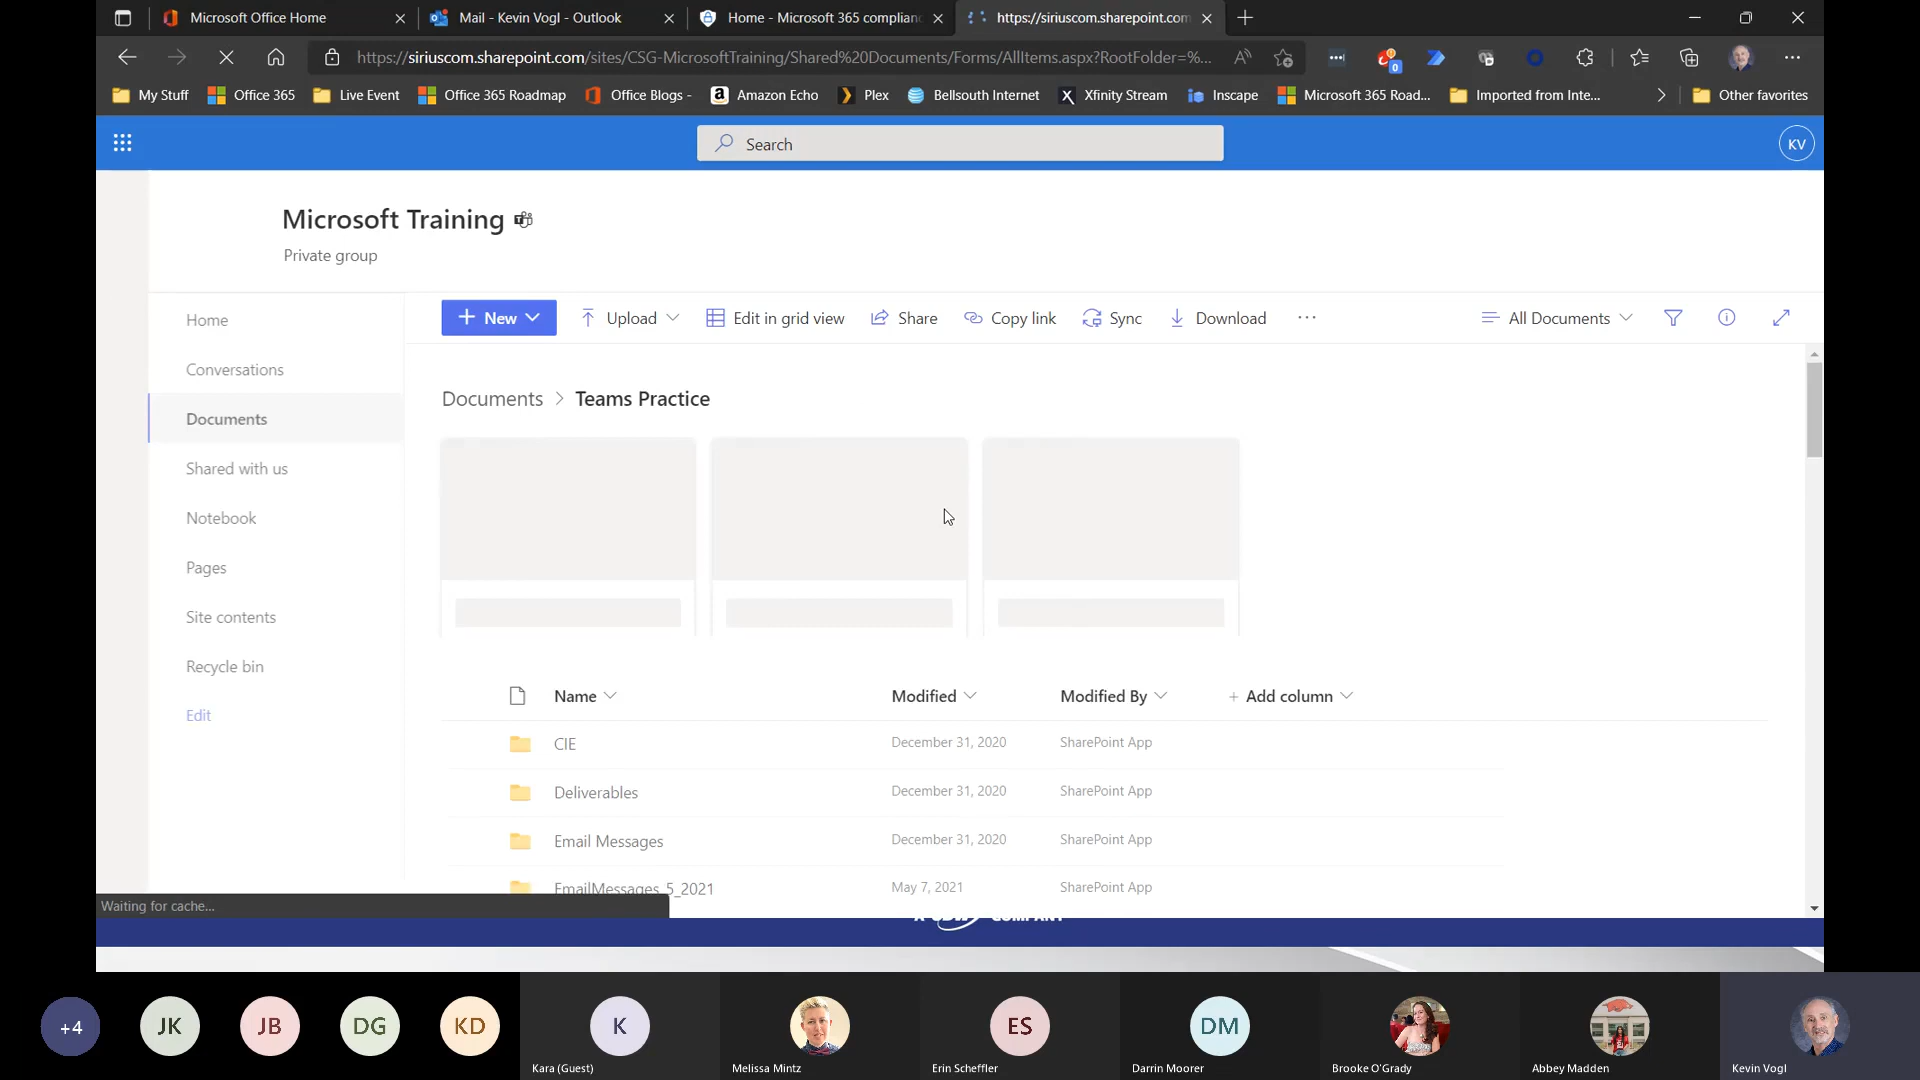 Microsoft Office Home
Mail - Kevin Vogl - Outlook
Home - Microsoft 365 complian
https://siriuscom.sharepoint.com
https://siriuscom.sharepoint.com/sites/CSG-MicrosoftTraining/Shared%20Documents/Forms/AllItems.aspx?RootFolder=%...
0
My Stuff
Office 365
Live Event
Office 365 Roadmap
Office Blogs -
Amazon Echo
Plex
Bellsouth Internet
Xfinity Stream
Inscape
Microsoft 365 Road...
Imported from Inte...
Other favorites
Search
KV
Microsoft Training
Private group
New
Upload
Edit in grid view
Share
Copy link
Sync
Download
All Documents
Home
Conversations
Documents
Shared with us
Notebook
Pages
Site contents
Recycle bin
Edit
Documents > Teams Practice
Name
Modified
Modified By
+ Add column
CIE
December 31, 2020
SharePoint App
Deliverables
December 31, 2020
SharePoint App
Email Messages
December 31, 2020
SharePoint App
EmailMessages_5_2021
May 7, 2021
SharePoint App
Waiting for cache...
COMPANY
+4
JK
JB
DG
KD
K
ES
DM
Kara (Guest)
Melissa Mintz
Erin Scheffler
Darrin Moorer
Brooke O'Grady
Abbey Madden
Kevin Vogl